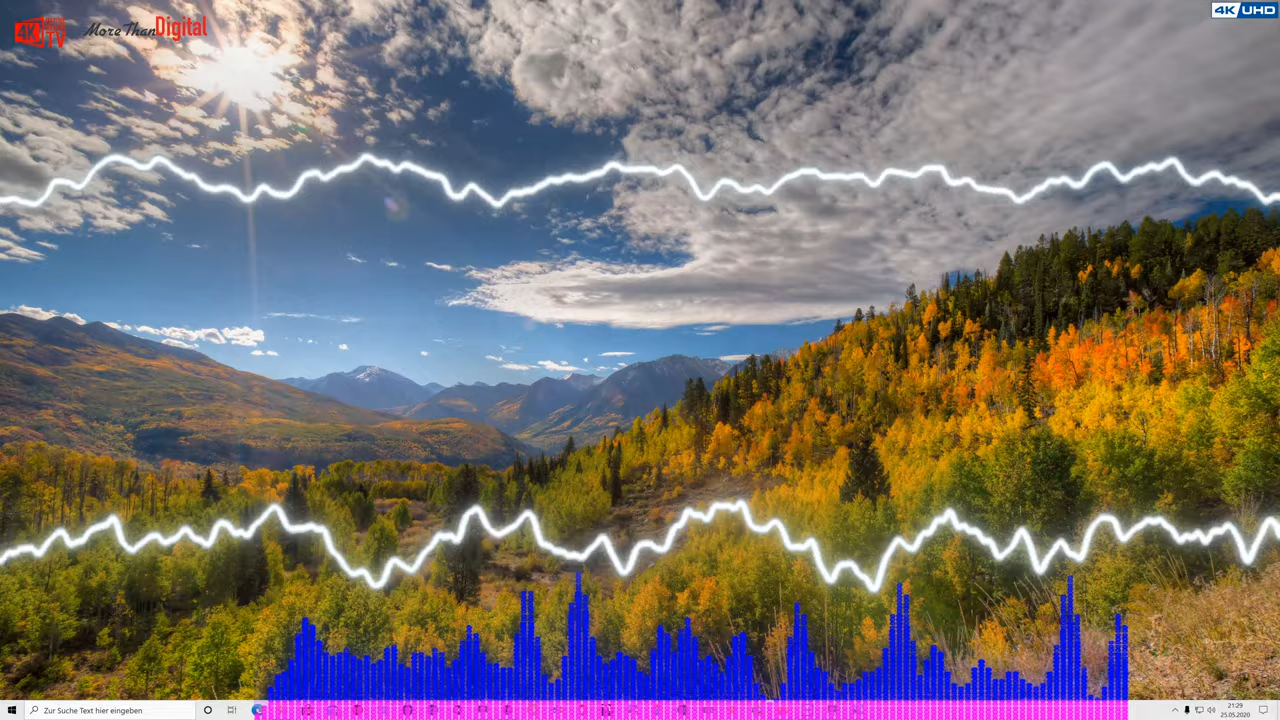 4K
TV
More Than Digital
4K UHD
Zur Suche Text hier eingeben
21:29
25.05.2020